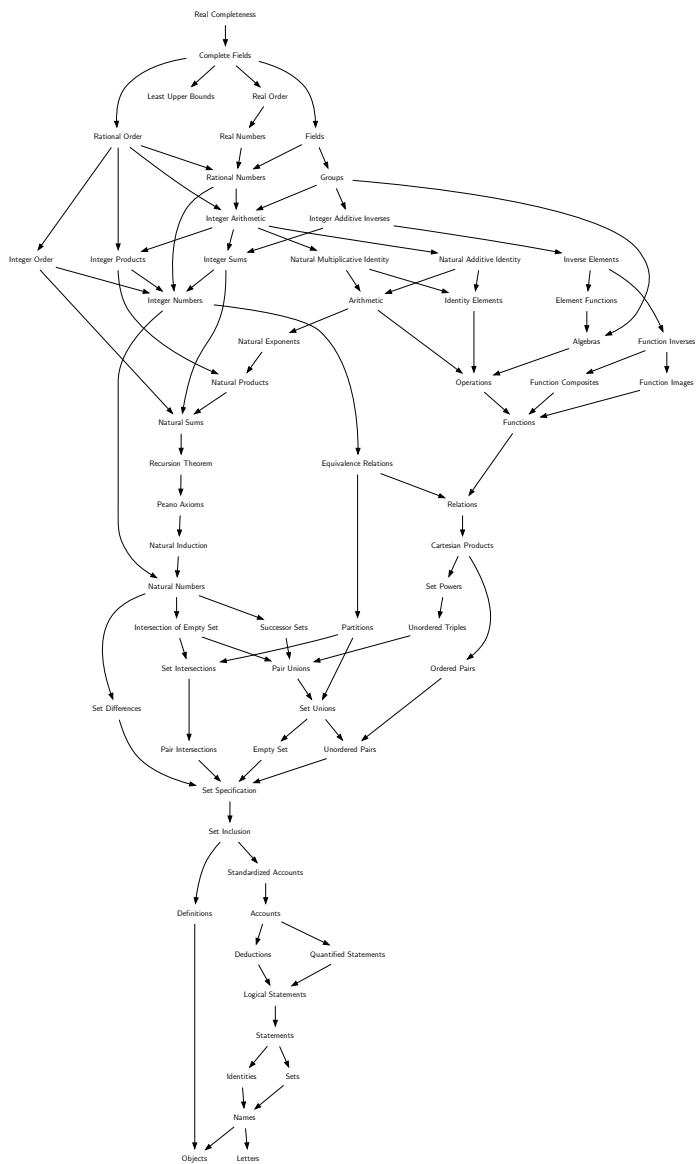 Real Completeness
Complete Fields
Least Upper Bounds Real Order
Rational Order Real Numbers Fields
Rational Numbers Groups
Integer Arithmetic Integer Additive Inverses
Integer Order Integer Products Integer Sums Natural Multiplicative Identity Natural Additive Identity Inverse Elements
Integer Numbers Arithmetic Identity Elements Element Functions
Natural Exponents Algebras Function Inverses
Natural Products Operations Function Composites Function Images
Natural Sums Functions
Recursion Theorem Equivalence Relations
Peano Axioms Relations
Natural Induction Cartesian Products
Natural Numbers Set Powers
Intersection of Empty Set Successor Sets Partitions Unordered Triples
Set Intersections Pair Unions Ordered Pairs
Set Differences Set Unions
Pair Intersections Empty Set Unordered Pairs
Set Specification
Set Inclusion
Standardized Accounts
Definitions Accounts
Deductions Quantified Statements
Logical Statements
Statements
Identities Sets
Names
Objects Letters